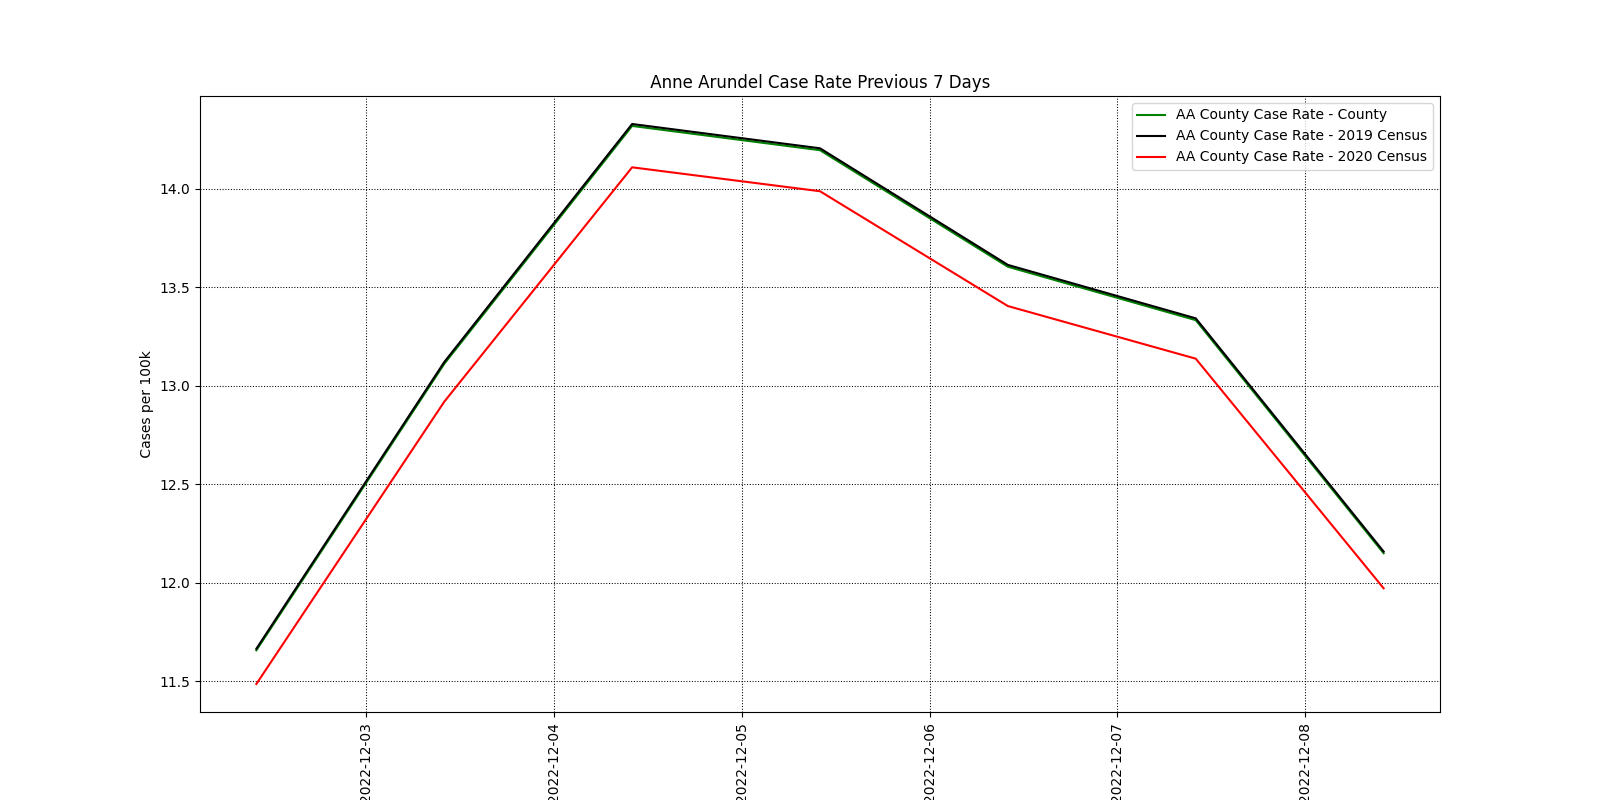 Anne Arundel Case Rate Previous 7 Days
AA County Case Rate - County
AA County Case Rate - 2019 Census
AA County Case Rate - 2020 Census
Cases per 100k
14.0
13.5
13.0
12.5
12.0
11.5
2022-12-03
2022-12-04
2022-12-05
2022-12-06
2022-12-07
2022-12-08